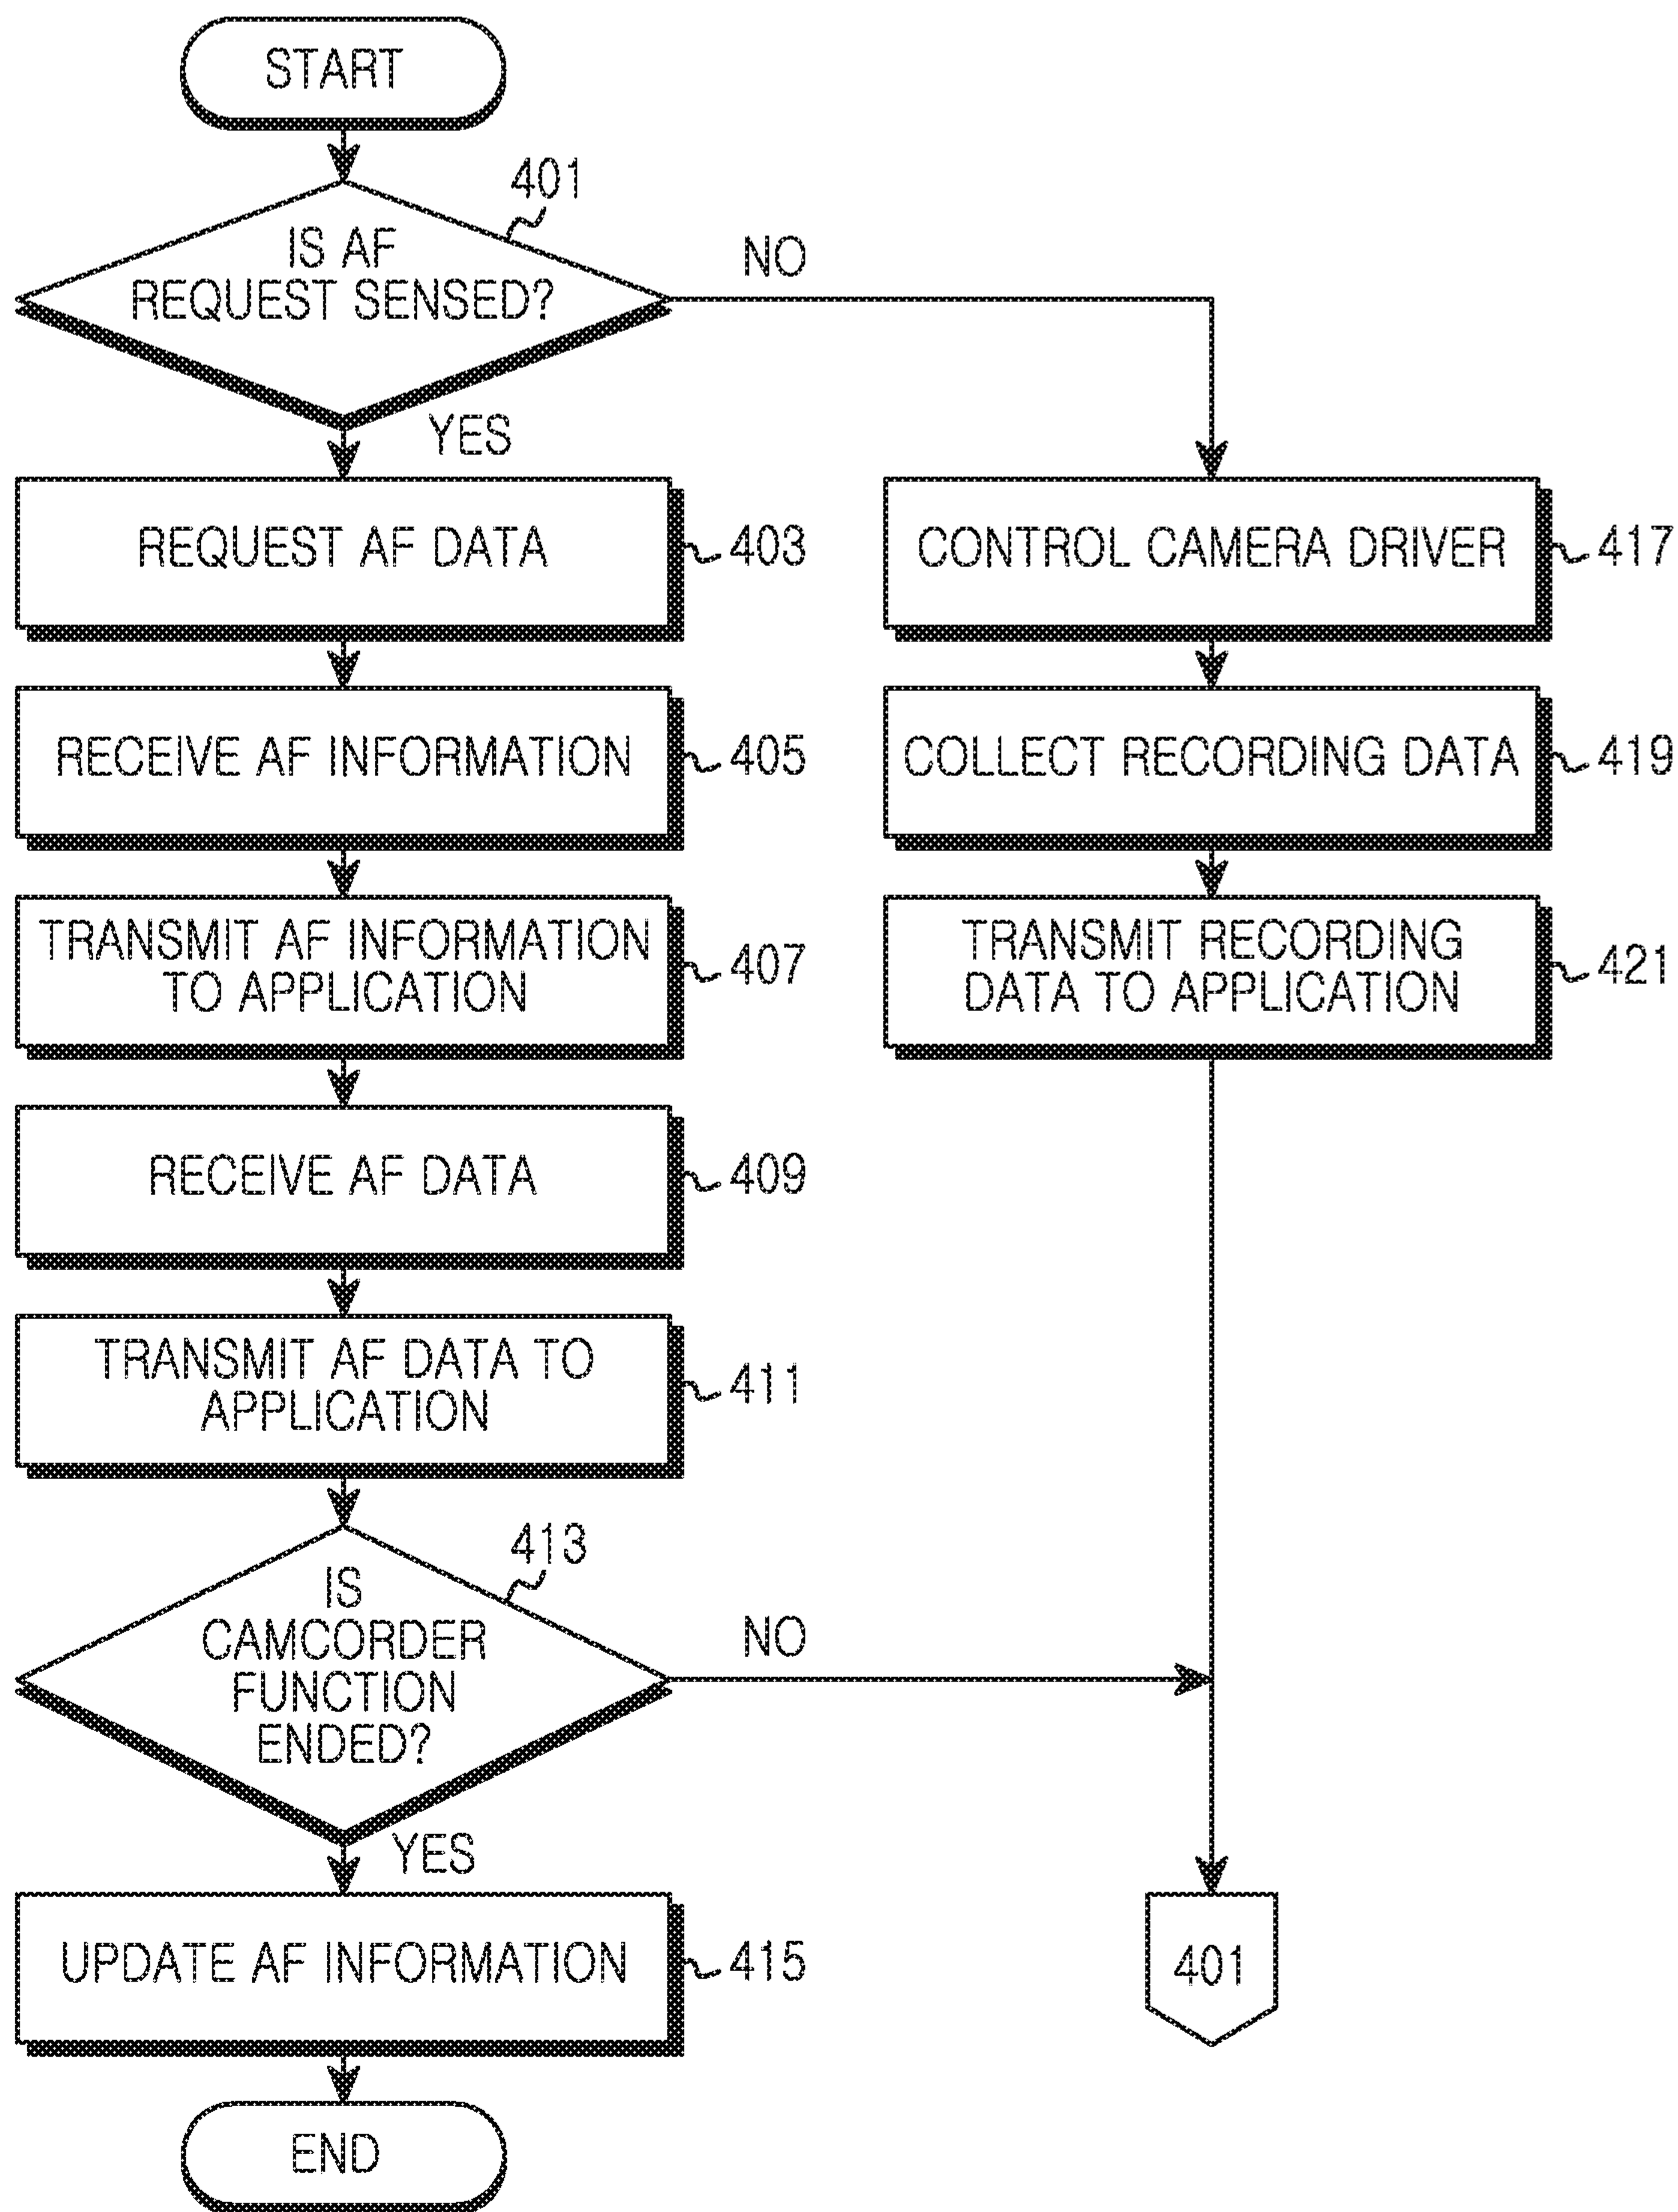 START
401
IS AF
REQUEST SENSED?
NO
YES
REQUEST AF DATA
403
CONTROL CAMERA DRIVER
417
RECEIVE AF INFORMATION
405
COLLECT RECORDING DATA
419
TRANSMIT AF INFORMATION
TO APPLICATION
407
TRANSMIT RECORDING
DATA TO APPLICATION
421
RECEIVE AF DATA
409
TRANSMIT AF DATA TO
APPLICATION
411
413
IS
CAMCORDER
FUNCTION
ENDED?
NO
YES
UPDATE AF INFORMATION
415
401
END